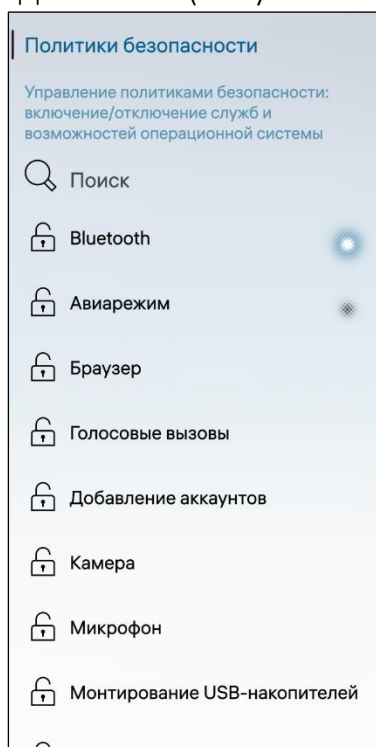 Политики безопасности
Управление политиками безопасности:
включение/отключение служб и
возможностей операционной системы
Поиск
Bluetooth
Авиарежим
Браузер
Голосовые вызовы
Добавление аккаунтов
Камера
Микрофон
Монтирование USB-накопителей